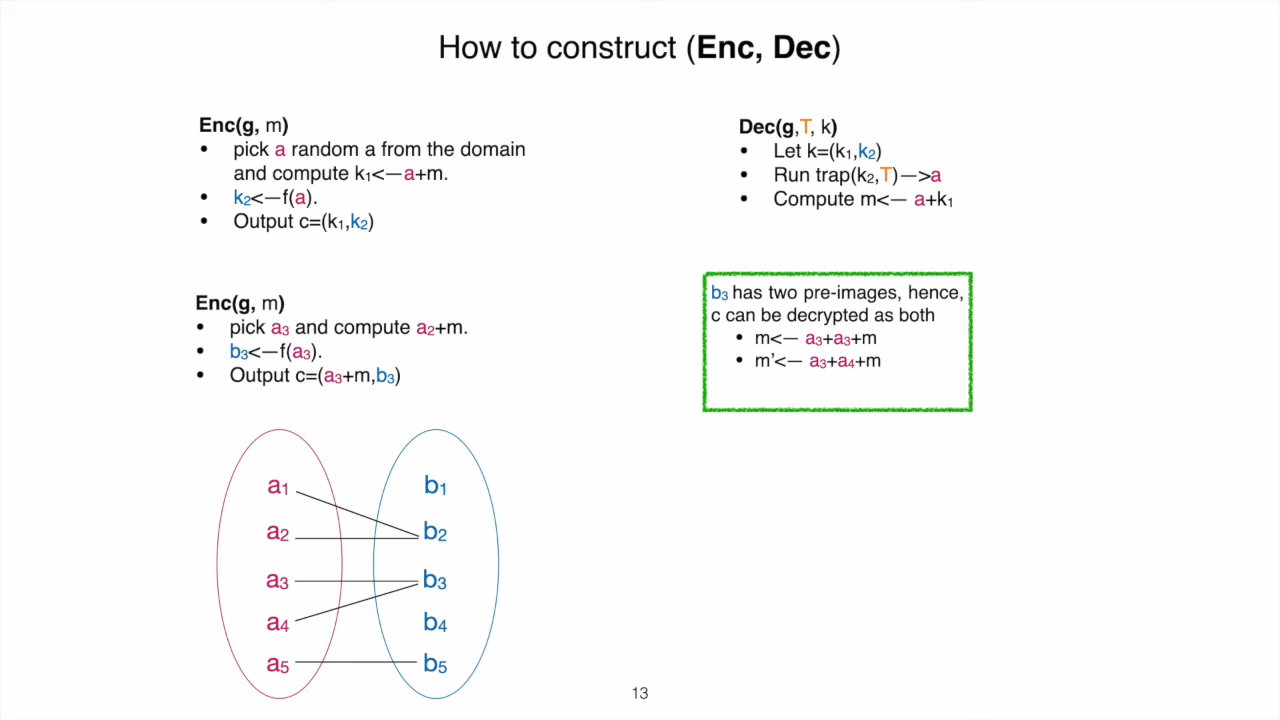 How to construct (Enc, Dec)
Enc(g, m)
• pick a random a from the domain
and compute k₁<—a+m.
• k₂<—f(a).
• Output c=(k₁,k₂)
Dec(g,T, k)
• Let k=(k₁,k₂)
• Run trap(k₂,T)—>a
• Compute m<— a+k₁
Enc(g, m)
• pick a₃ and compute a₂+m.
• b₃<—f(a₃).
• Output c=(a₃+m,b₃)
b₃ has two pre-images, hence,
c can be decrypted as both
• m<— a₃+a₃+m
• m’<— a₃+a₄+m
a₁ b₁
a₂ b₂
a₃ b₃
a₄ b₄
a₅ b₅
13